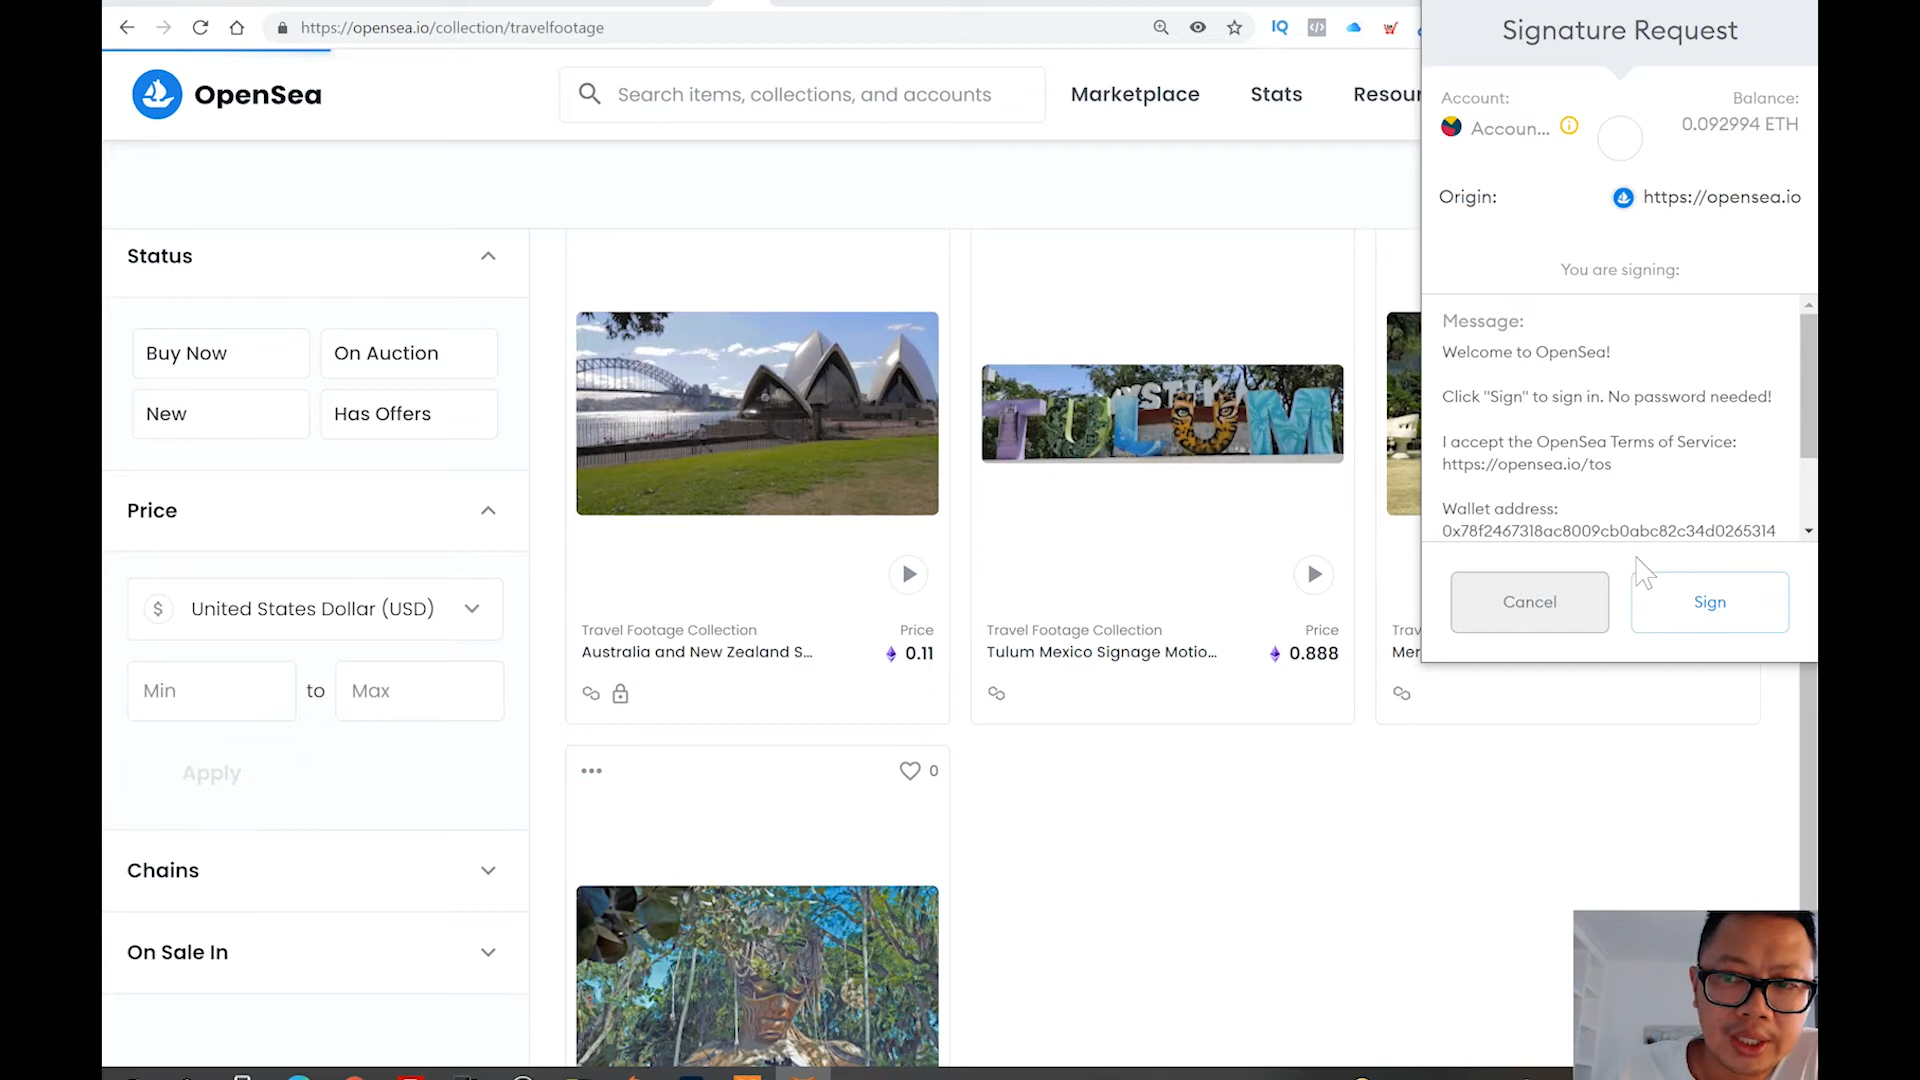 https://opensea.io/collection/travelfootage
IQ
OpenSea
Search items, collections, and accounts
Marketplace
Stats
Resour
Status
Buy Now
On Auction
New
Has Offers
Price
$ United States Dollar (USD)
Min
to
Max
Apply
Chains
On Sale In
TULUM
Travel Footage Collection
Price
Australia and New Zealand S...
0.11
Travel Footage Collection
Price
Tulum Mexico Signage Motio...
0.888
Trav
Mer
0
Signature Request
Account:
Balance:
Accoun...
0.092994 ETH
Origin:
https://opensea.io
You are signing:
Message:
Welcome to OpenSea!
Click "Sign" to sign in. No password needed!
I accept the OpenSea Terms of Service:
https://opensea.io/tos
Wallet address:
0x78f2467318ac8009cb0abc82c34d0265314
Cancel
Sign